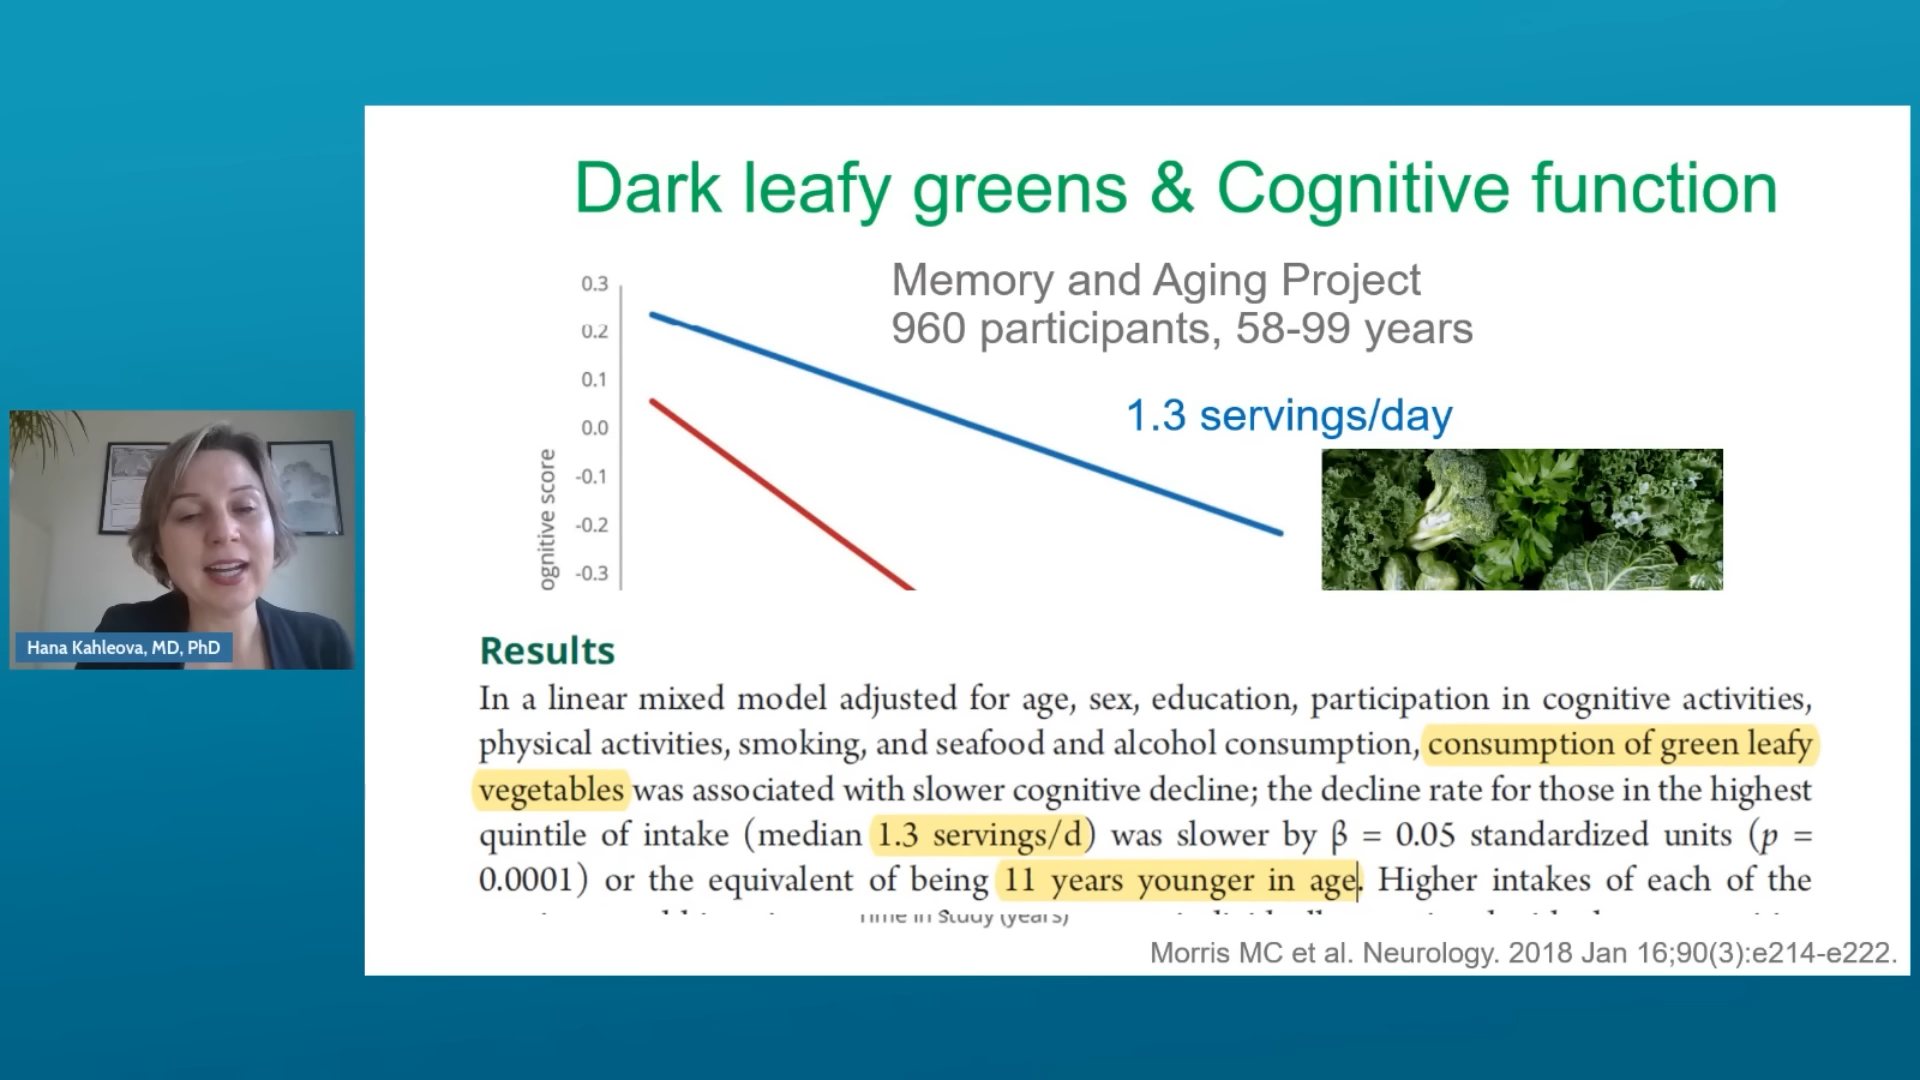 Dark leafy greens & Cognitive function
Memory and Aging Project
960 participants, 58-99 years
0.3
0.2
0.1
0.0
-0.1
-0.2
-0.3
ognitive score
1.3 servings/day
Hana Kahleova, MD, PhD
Results
In a linear mixed model adjusted for age, sex, education, participation in cognitive activities,
physical activities, smoking, and seafood and alcohol consumption, consumption of green leafy
vegetables was associated with slower cognitive decline; the decline rate for those in the highest
quintile of intake (median 1.3 servings/d) was slower by β = 0.05 standardized units (p =
0.0001) or the equivalent of being 11 years younger in age. Higher intakes of each of the
Time in study (years)
Morris MC et al. Neurology. 2018 Jan 16;90(3):e214-e222.